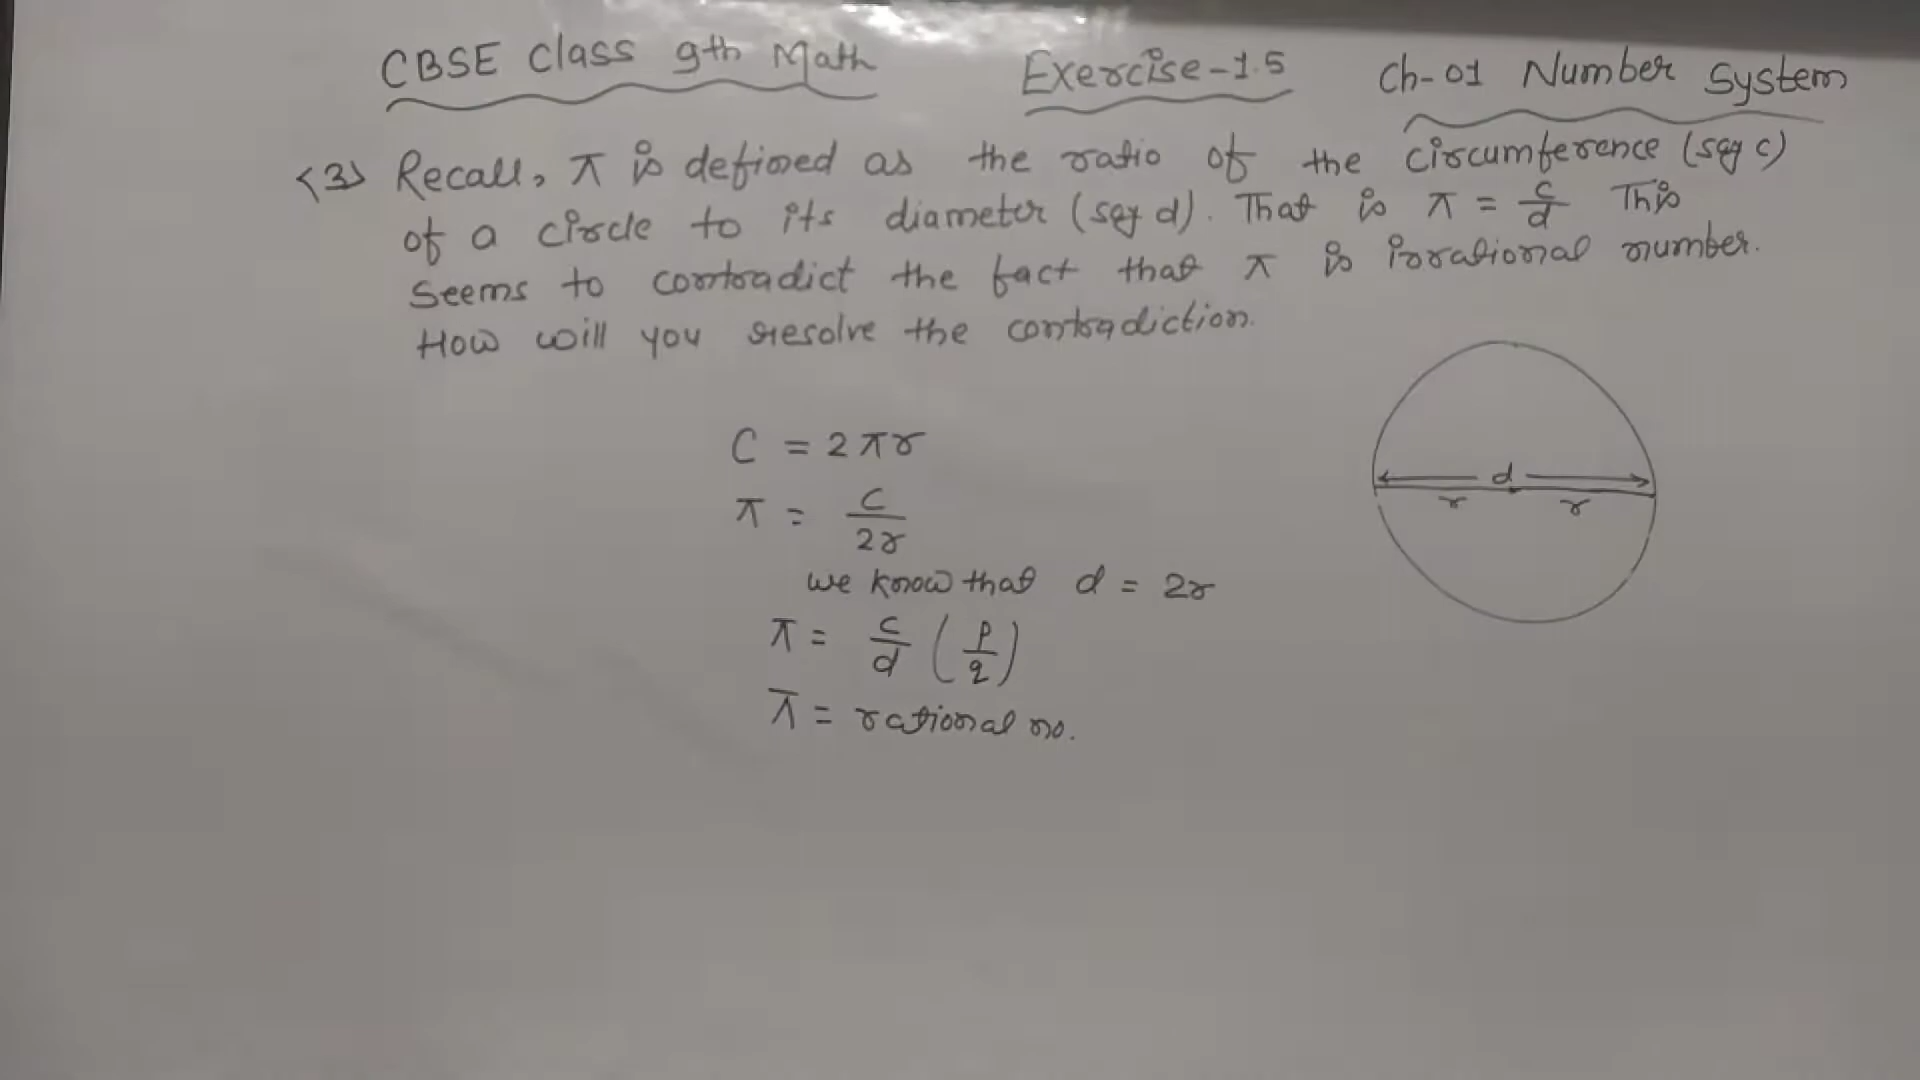 CBSE Class 9th Math Exercise-1.5 Ch-01 Number System
(3) Recall, π is defined as the ratio of the circumference (say c)
of a circle to its diameter (say d). That is π = c/d This
seems to contradict the fact that π is irrational number.
How will you resolve the contradiction.
C = 2πr
π = C/2r
d
r r
we know that d = 2r
π = c/d (p/q)
π = rational no.